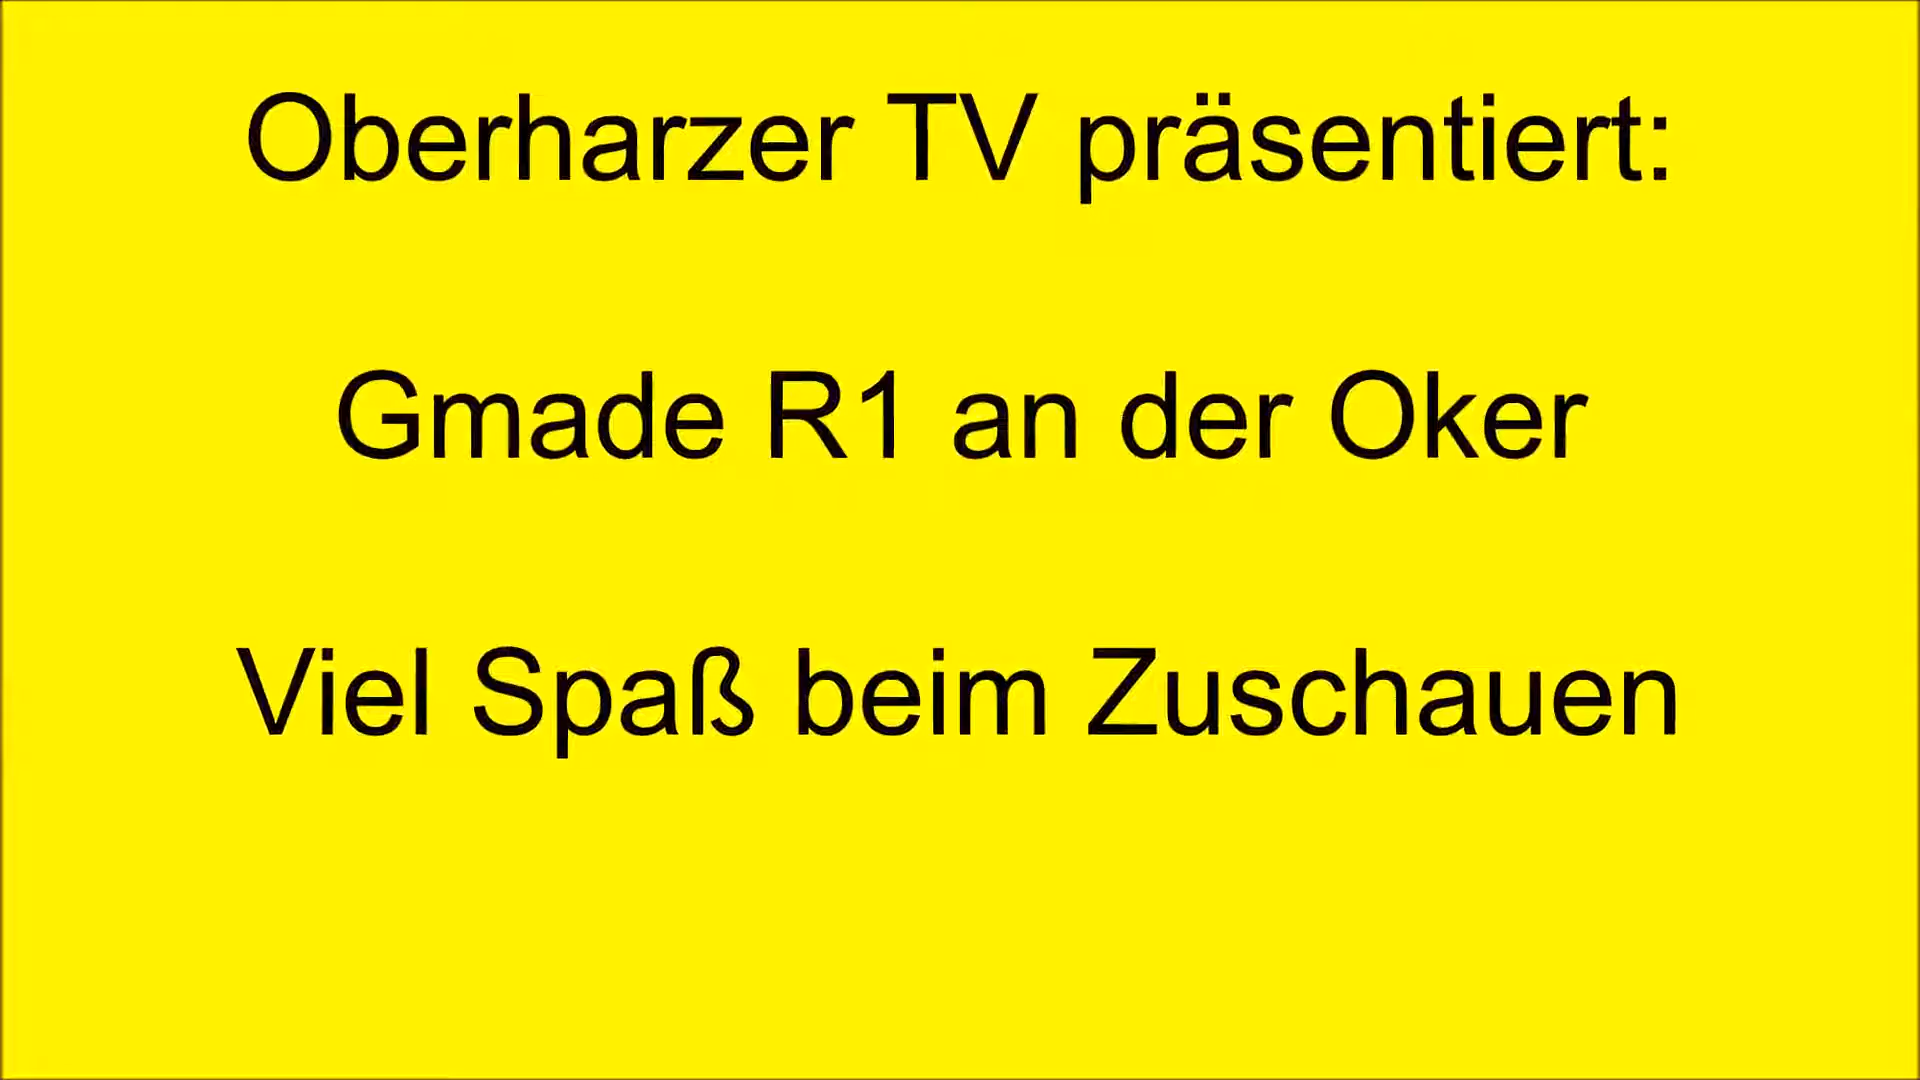 Oberharzer TV präsentiert:
Gmade R1 an der Oker
Viel Spaß beim Zuschauen